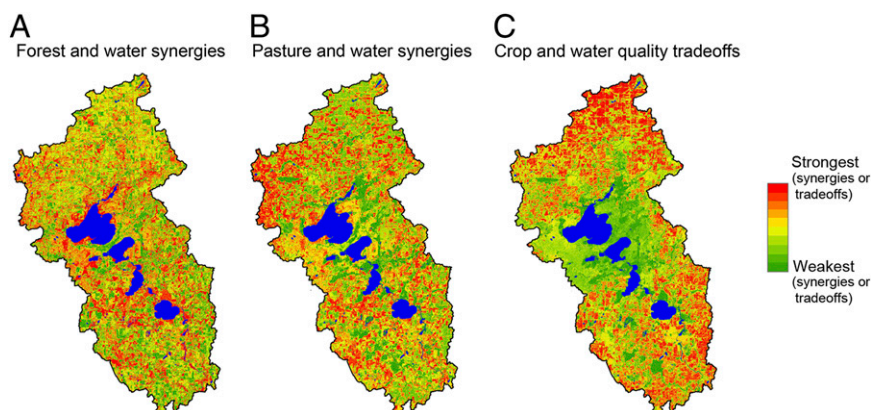 A
B
C
Forest and water synergies
Pasture and water synergies
Crop and water quality tradeoffs
Strongest
(synergies or
tradeoffs)
Weakest
(synergies or
tradeoffs)